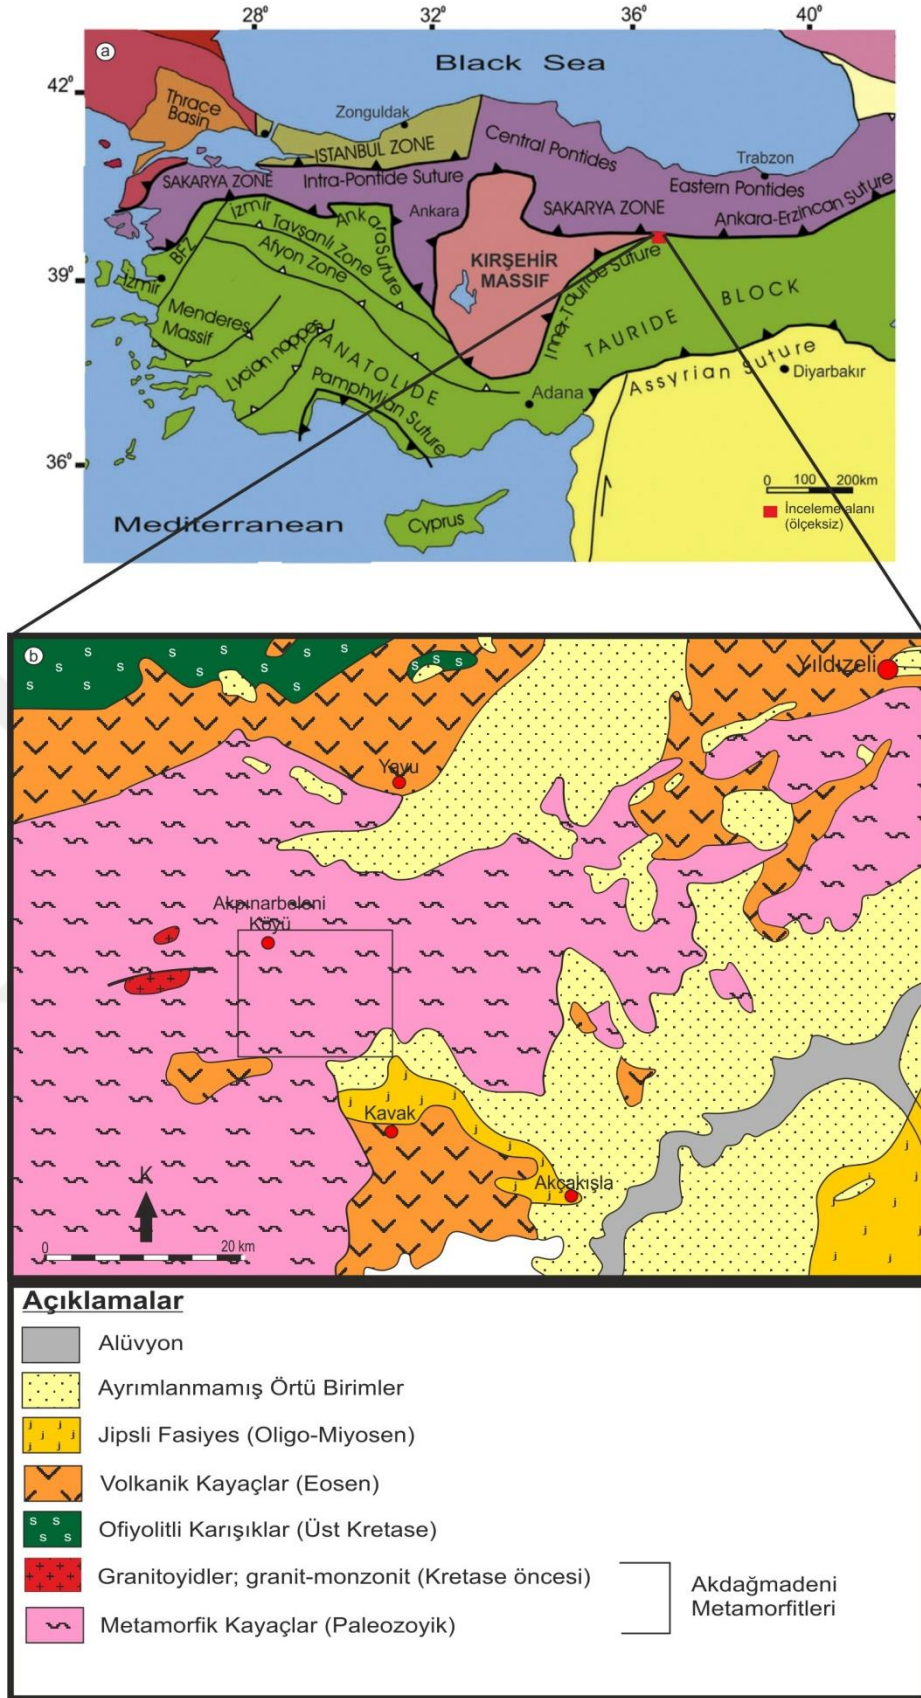 28° 32° 36° 40°
a
Black Sea
42°
Thrace
Basin
Zonguldak
İSTANBUL ZONE
Central Pontides
Trabzon
SAKARYA ZONE
Intra-Pontide Suture
Eastern Pontides
Ankara
SAKARYA ZONE
Ankara-Erzincan Suture
İzmir
Ankara Suture
Tavşanlı Zone
Afyon Zone
BFZ
KIRŞEHİR
MASSIF
Inner-Tauride Suture
39°
İzmir
TAURIDE BLOCK
Menderes
Massif
Lycian nappes
ANATOLIDE
Pamphylian Suture
Adana
Assyrian Suture
Diyarbakır
36°
0 100 200km
İnceleme alanı
(ölçeksiz)
Mediterranean
Cyprus
b
s s s s s s s s s s s
Yıldızeli
Yavu
Akpınarbeleni
Köyü
Kavak
Akçakışla
K
0 20 km
Açıklamalar
Alüvyon
Ayrımlanmamış Örtü Birimler
j j j j j j j Jipsli Fasiyes (Oligo-Miyosen)
Volkanik Kayaçlar (Eosen)
s s s s s Ofiyolitli Karışıklar (Üst Kretase)
Granitoyidler; granit-monzonit (Kretase öncesi)
Metamorfik Kayaçlar (Paleozoyik)
Akdağmadeni
Metamorfitleri